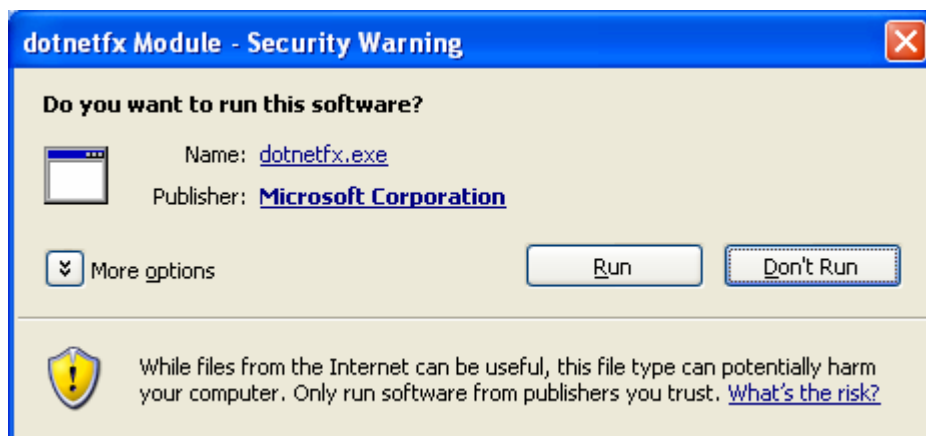 dotnetfx Module - Security Warning
Do you want to run this software?
Name: dotnetfx.exe
Publisher: Microsoft Corporation
More options
Run
Don't Run
While files from the Internet can be useful, this file type can potentially harm
your computer. Only run software from publishers you trust. What's the risk?